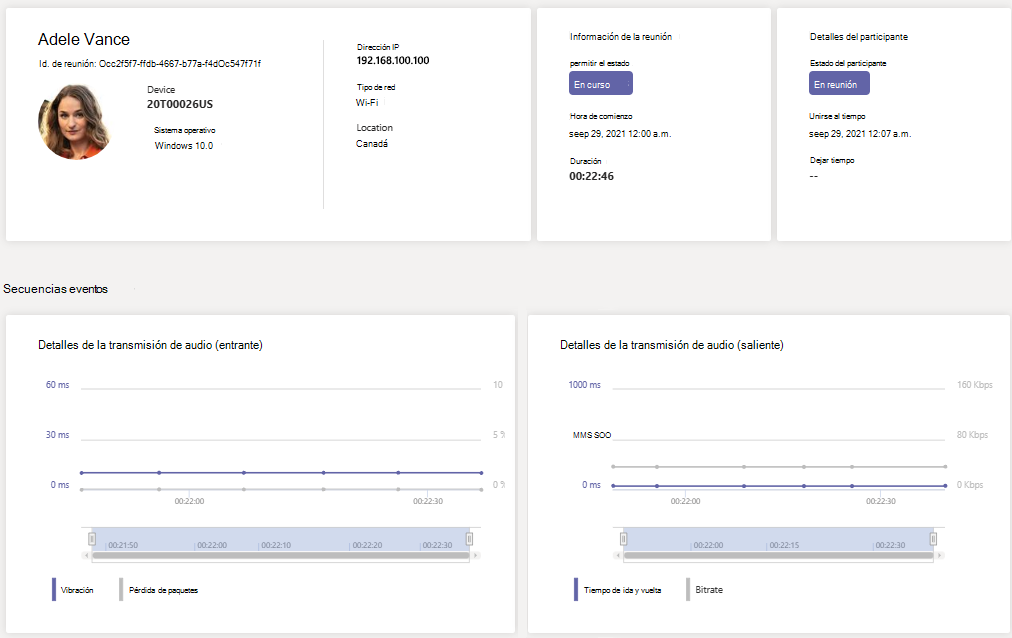 Adele Vance
Id. de reunión: Occ2f5f7-ffdb-4667-b77a-f4dOc547f71f
Device
20T00026US
Sistema operativo
Windows 10.0
Dirección IP
192.168.100.100
Tipo de red
Wi-Fi
Location
Canadá
Información de la reunión
permitir el estado
En curso
Hora de comienzo
seep 29, 2021 12:00 a.m.
Duración
00:22:46
Detalles del participante
Estado del participante
En reunión
Unirse al tiempo
seep 29, 2021 12:07 a.m.
Dejar tiempo
--
Secuencias eventos
Detalles de la transmisión de audio (entrante)
60 ms
10
30 ms
5 %
0 ms
0 %
00:22:00
00:22:30
00:21:50
00:22:00
00:22:10
00:22:20
00:22:30
Vibración
Pérdida de paquetes
Detalles de la transmisión de audio (saliente)
1000 ms
160 Kbps
MMS SOO
80 Kbps
0 ms
0 Kbps
00:22:00
00:22:30
00:22:00
00:22:15
00:22:30
Tiempo de ida y vuelta
Bitrate